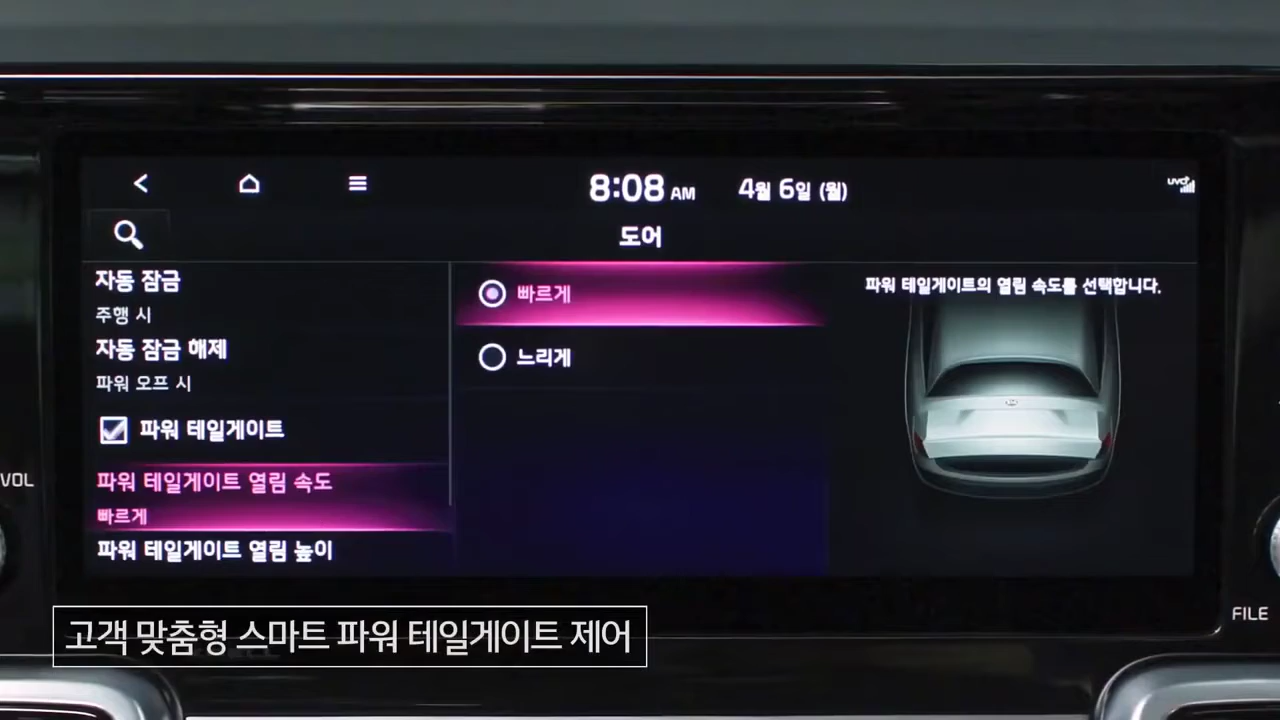 8:08 AM 4월 6일 (월)
UVO
도어
자동 잠금
주행 시
자동 잠금 해제
파워 오프 시
파워 테일게이트
파워 테일게이트 열림 속도
빠르게
파워 테일게이트 열림 높이
빠르게
느리게
파워 테일게이트의 열림 속도를 선택합니다.
VOL
FILE
고객 맞춤형 스마트 파워 테일게이트 제어